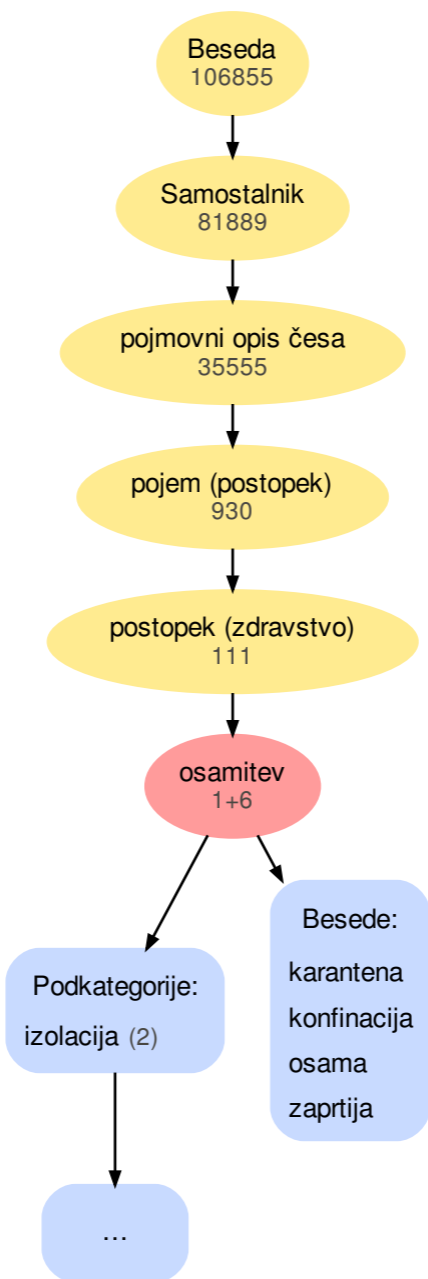 Beseda
106855
Samostalnik
81889
pojmovni opis česa
35555
pojem (postopek)
930
postopek (zdravstvo)
111
osamitev
1+6
Podkategorije:
izolacija (2)
Besede:
karantena
konfinacija
osama
zaprtija
...